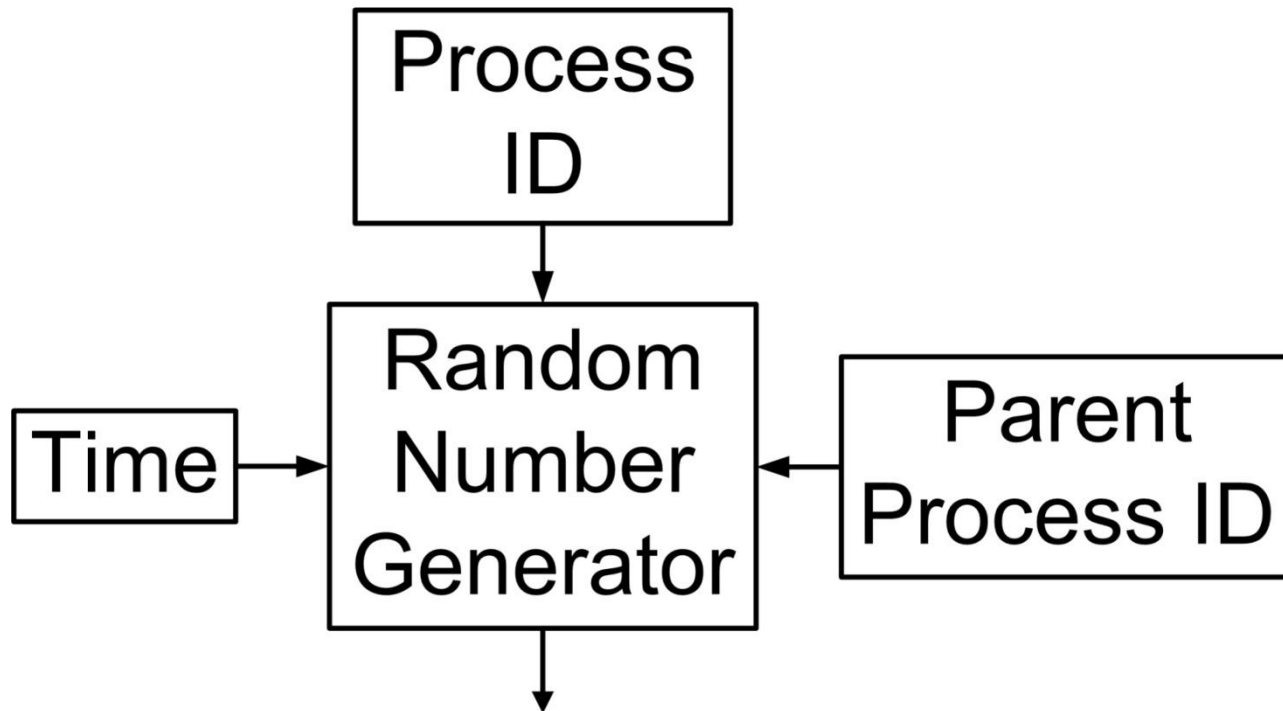 Process
ID
Random
Number
Generator
Time
Parent
Process ID